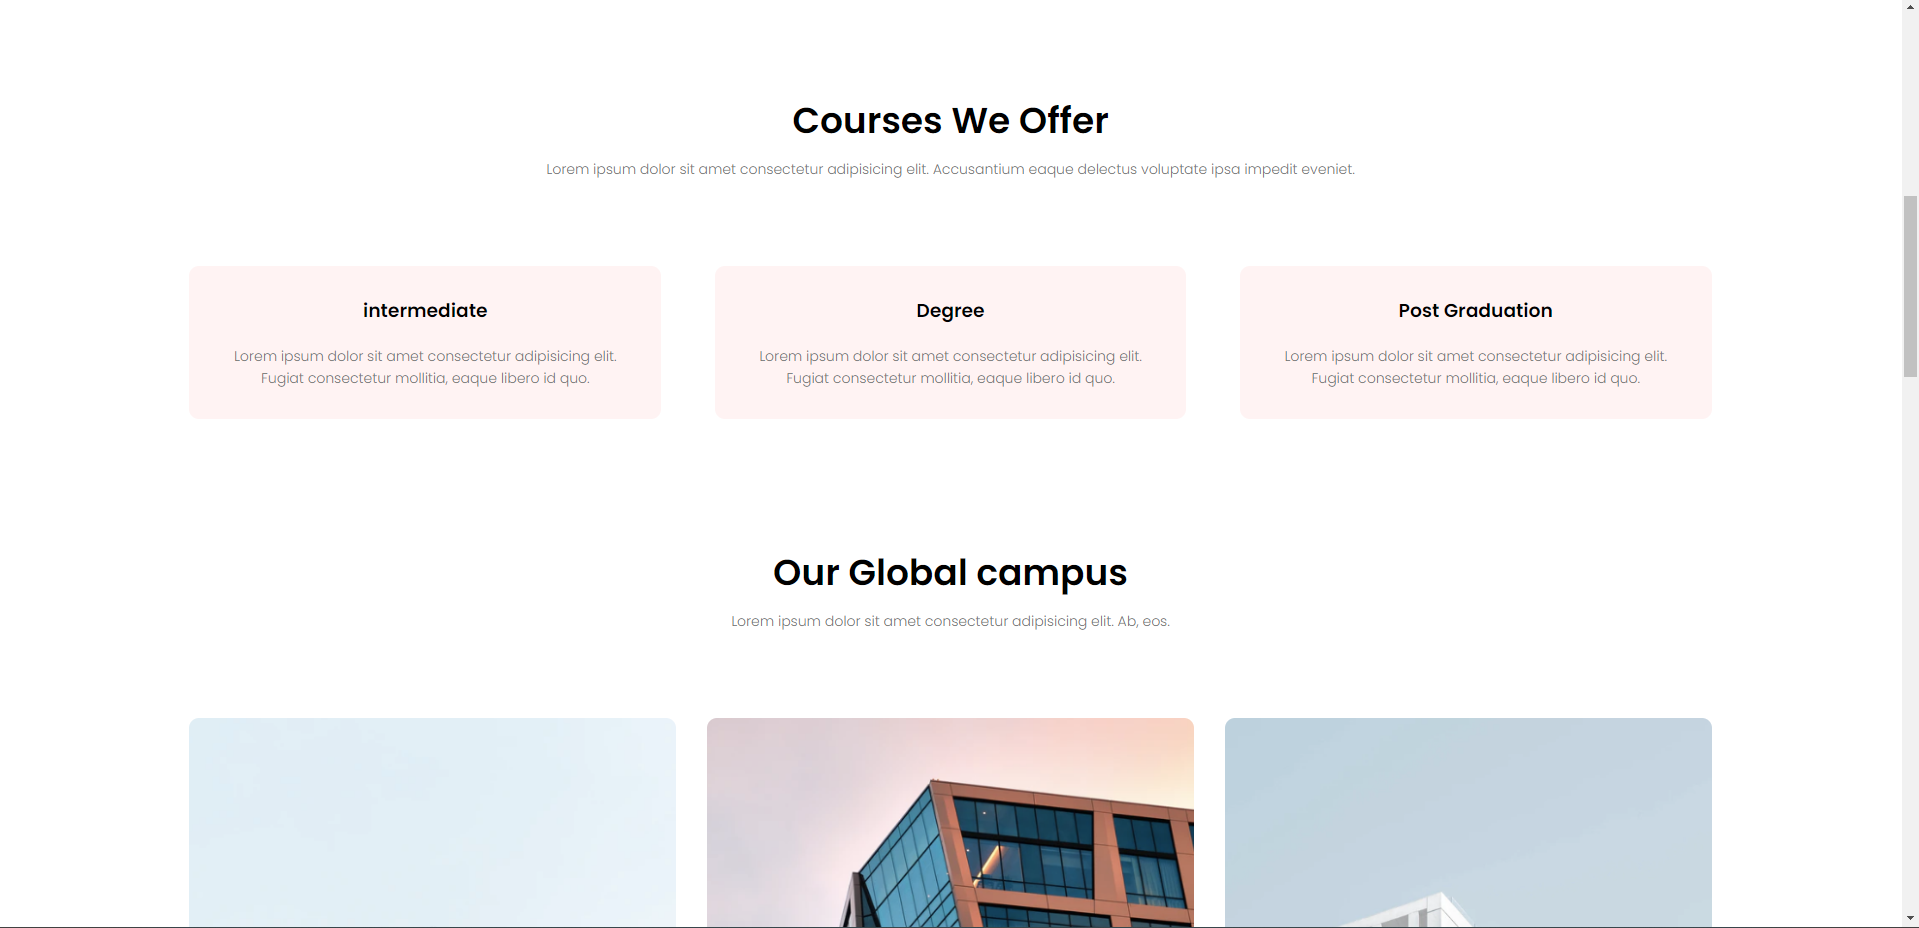 Courses We Offer
Lorem ipsum dolor sit amet consectetur adipisicing elit. Accusantium eaque delectus voluptate ipsa impedit eveniet.
intermediate
Lorem ipsum dolor sit amet consectetur adipisicing elit.
Fugiat consectetur mollitia, eaque libero id quo.
Degree
Lorem ipsum dolor sit amet consectetur adipisicing elit.
Fugiat consectetur mollitia, eaque libero id quo.
Post Graduation
Lorem ipsum dolor sit amet consectetur adipisicing elit.
Fugiat consectetur mollitia, eaque libero id quo.
Our Global campus
Lorem ipsum dolor sit amet consectetur adipisicing elit. Ab, eos.